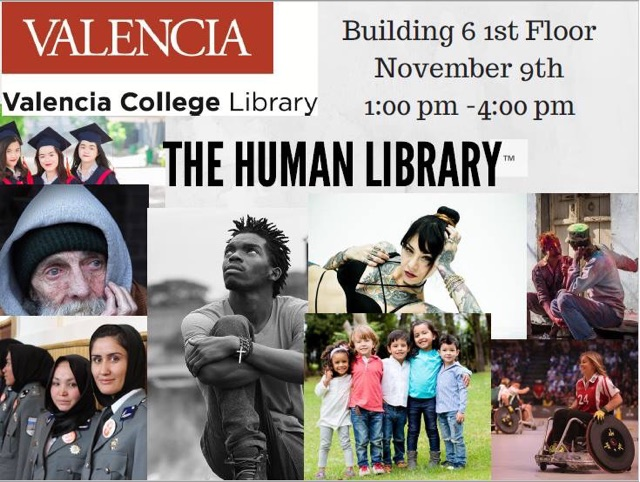 VALENCIA
Valencia College Library
Building 6 1st Floor
November 9th
1:00 pm -4:00 pm
THE HUMAN LIBRARY™
24